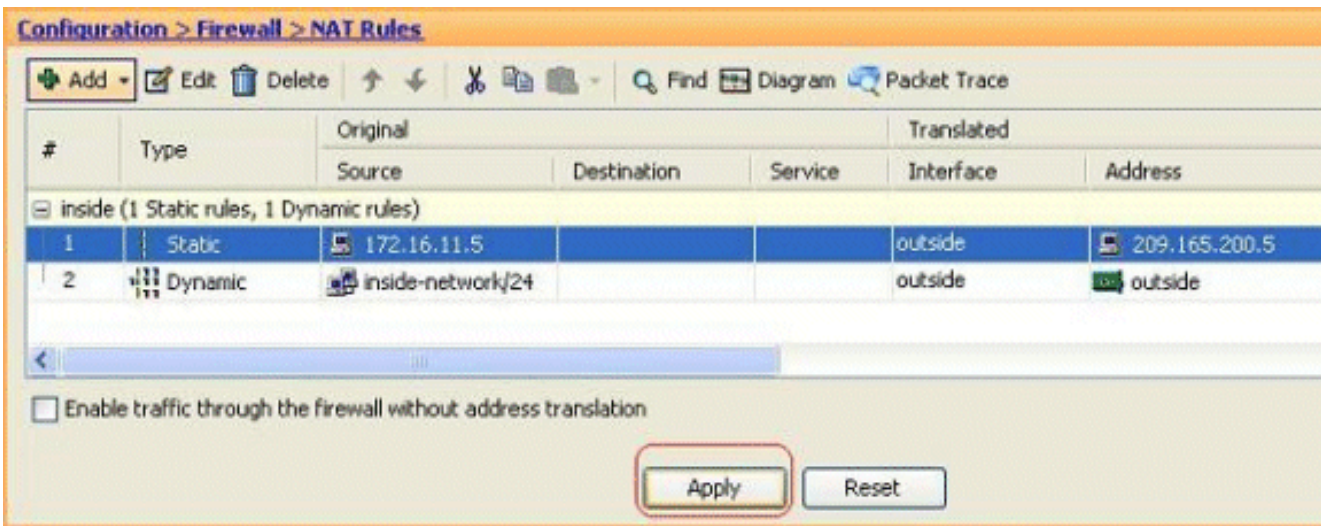 Configuration > Firewall > NAT Rules
Add Edit Delete Find Diagram Packet Trace
# Type Original Translated
Source Destination Service Interface Address
inside (1 Static rules, 1 Dynamic rules)
1 Static 172.16.11.5 outside 209.165.200.5
2 Dynamic inside-network/24 outside outside
Enable traffic through the firewall without address translation
Apply Reset